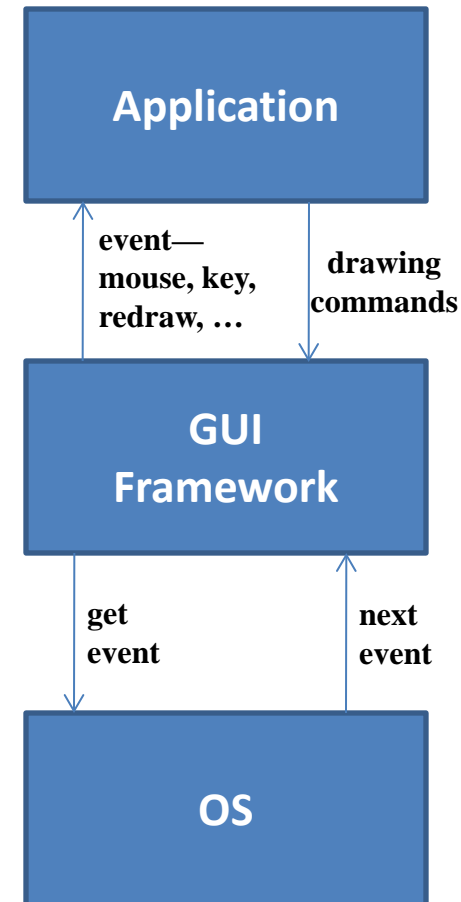 Application
event—
mouse, key,
redraw, …
drawing
commands
GUI
Framework
get
event
next
event
OS